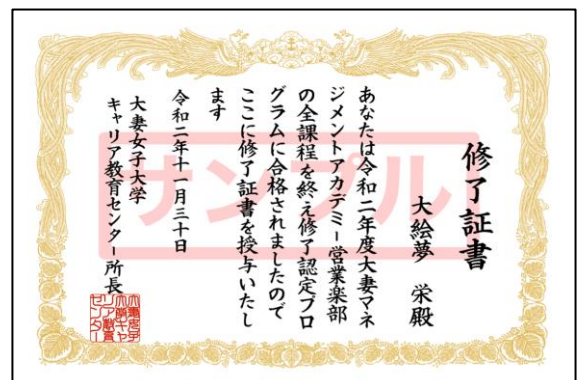 修了証書
大絵夢 栄殿
あなたは令和二年度大妻マネ
ジメントアカデミー営業楽部
の全課程を終え修了認定プロ
グラムに合格されましたので
ここに修了証書を授与いたし
ます
令和二年十一月三十日
大妻女子大学
キャリア教育センター所長
サンプル